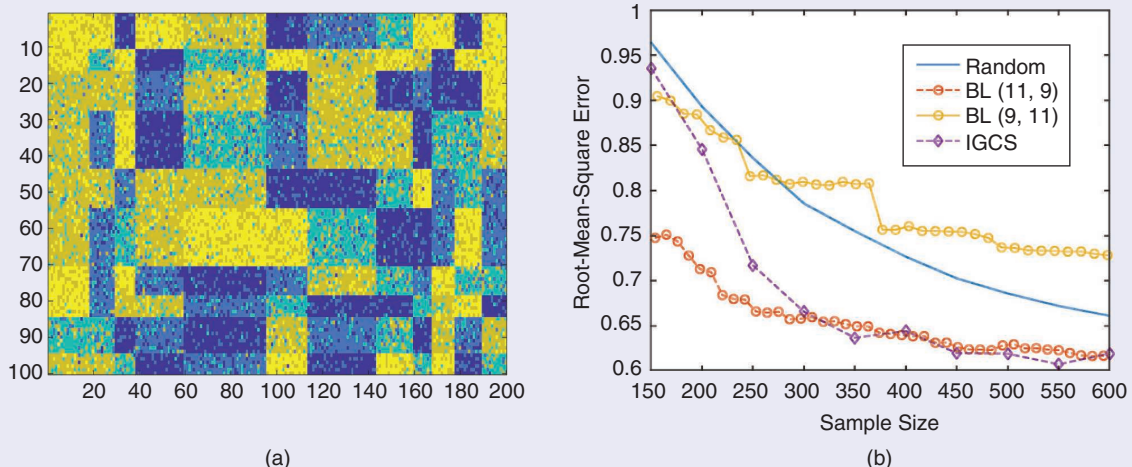 10
20
30
40
50
60
70
80
90
100
20 40 60 80 100 120 140 160 180 200
(a)
1
0.95
0.9
0.85
0.8
0.75
0.7
0.65
0.6
Root-Mean-Square Error
Random
BL (11, 9)
BL (9, 11)
IGCS
150 200 250 300 350 400 450 500 550 600
Sample Size
(b)